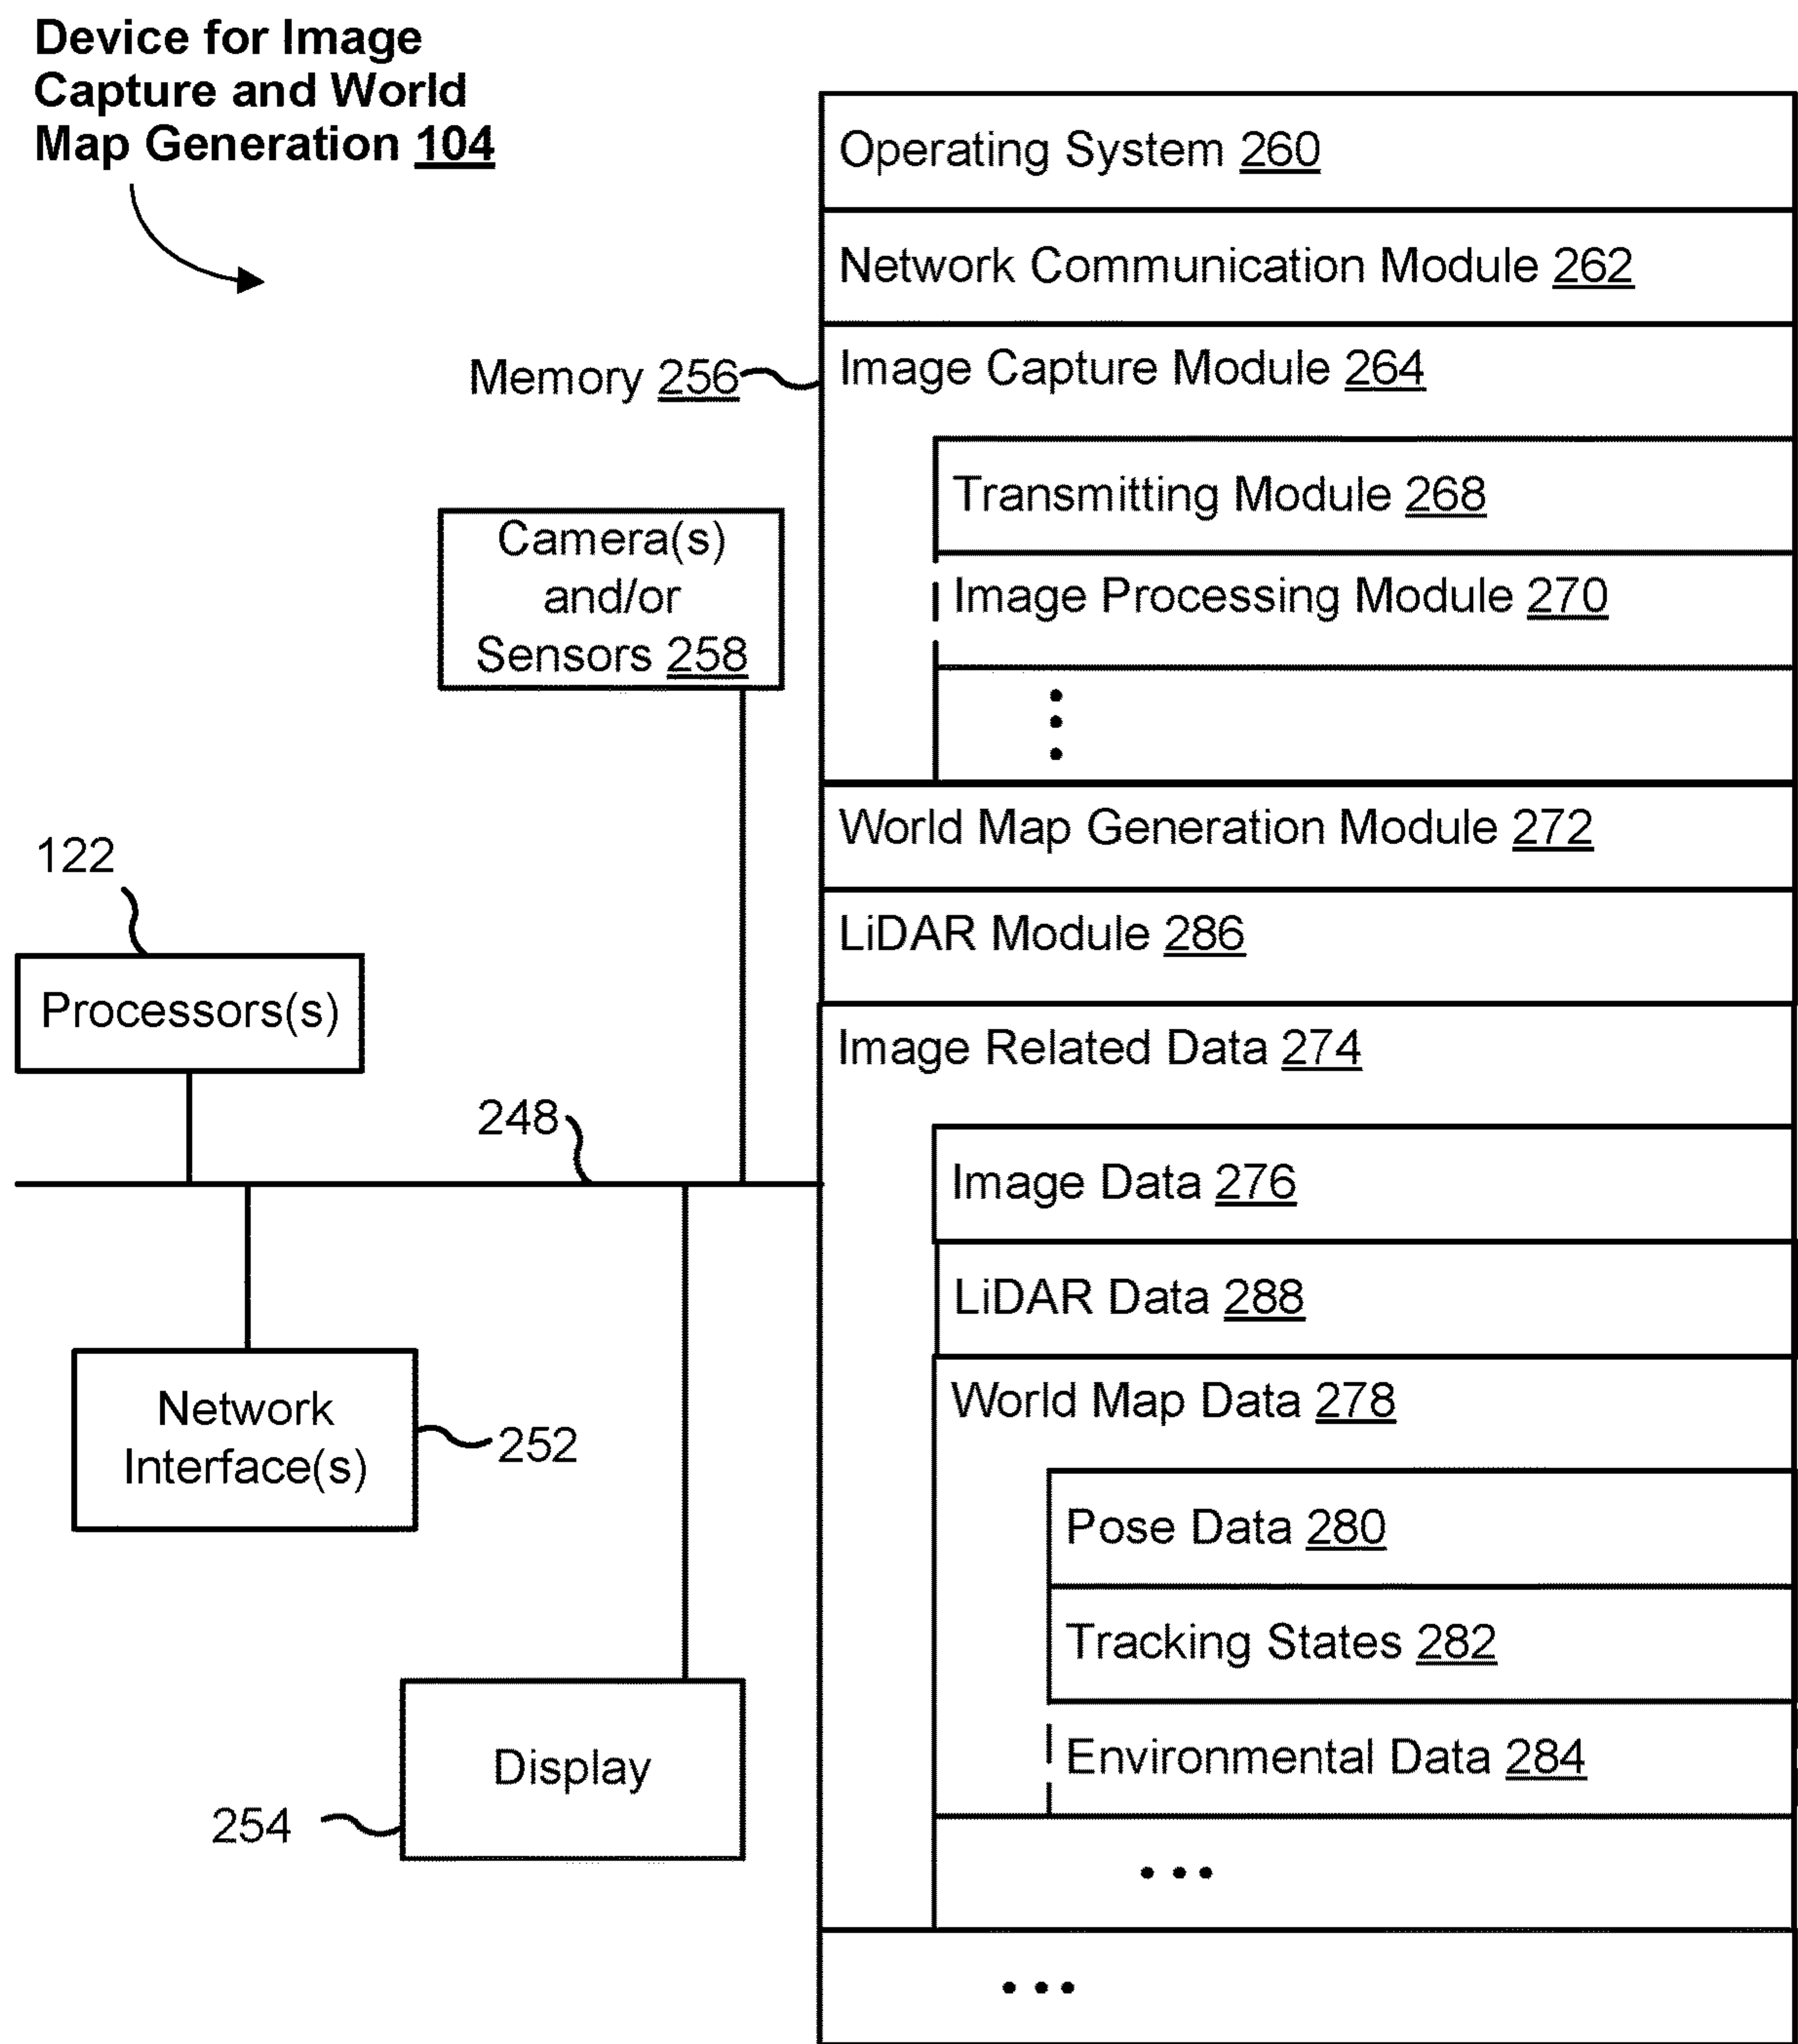 Device for Image
Capture and World
Map Generation 104
Operating System 260
Network Communication Module 262
Memory 256
Image Capture Module 264
Transmitting Module 268
Camera(s)
and/or
Sensors 258
Image Processing Module 270
World Map Generation Module 272
122
LiDAR Module 286
Processors(s)
Image Related Data 274
248
Image Data 276
LiDAR Data 288
Network
Interface(s)
252
World Map Data 278
Pose Data 280
Tracking States 282
Display
254
Environmental Data 284